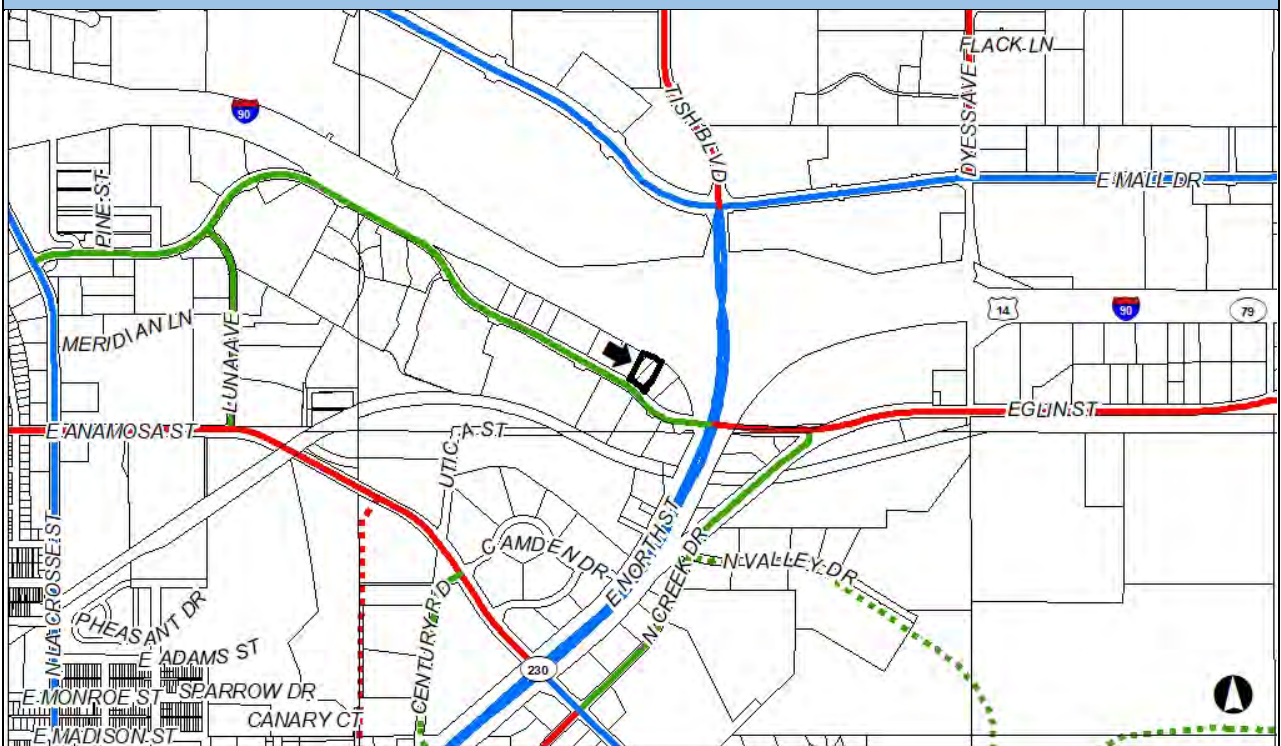 FLACK LN
90
TISH BLVD
DYESS AVE
PINE ST
E MALL DR
14
90
79
MERIDIAN LN
LUNA AVE
EGLIN ST
E ANAMOSA ST
UTICA ST
N LACROSSE ST
CAMDEN DR
E NORTH ST
N CREEK DR
N VALLEY DR
PHEASANT DR
CENTURY RD
E ADAMS ST
230
E MONROE ST
SPARROW DR
CANARY CT
E MADISON ST